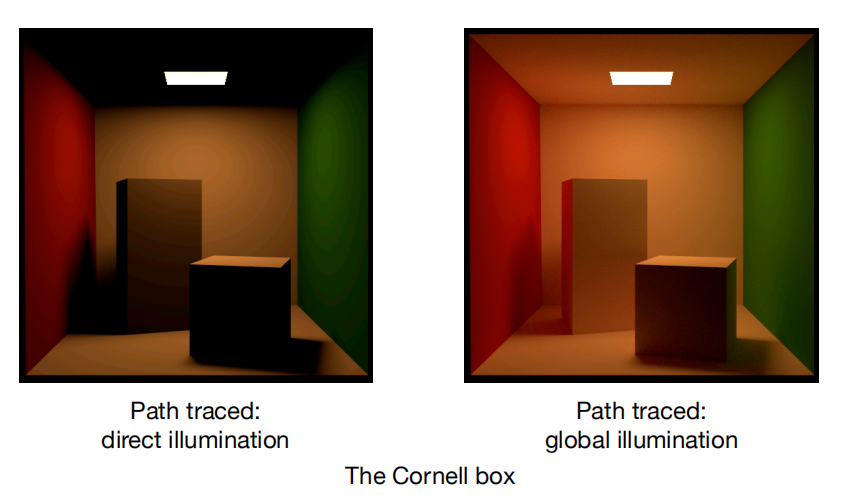 Path traced:
direct illumination
Path traced:
global illumination
The Cornell box